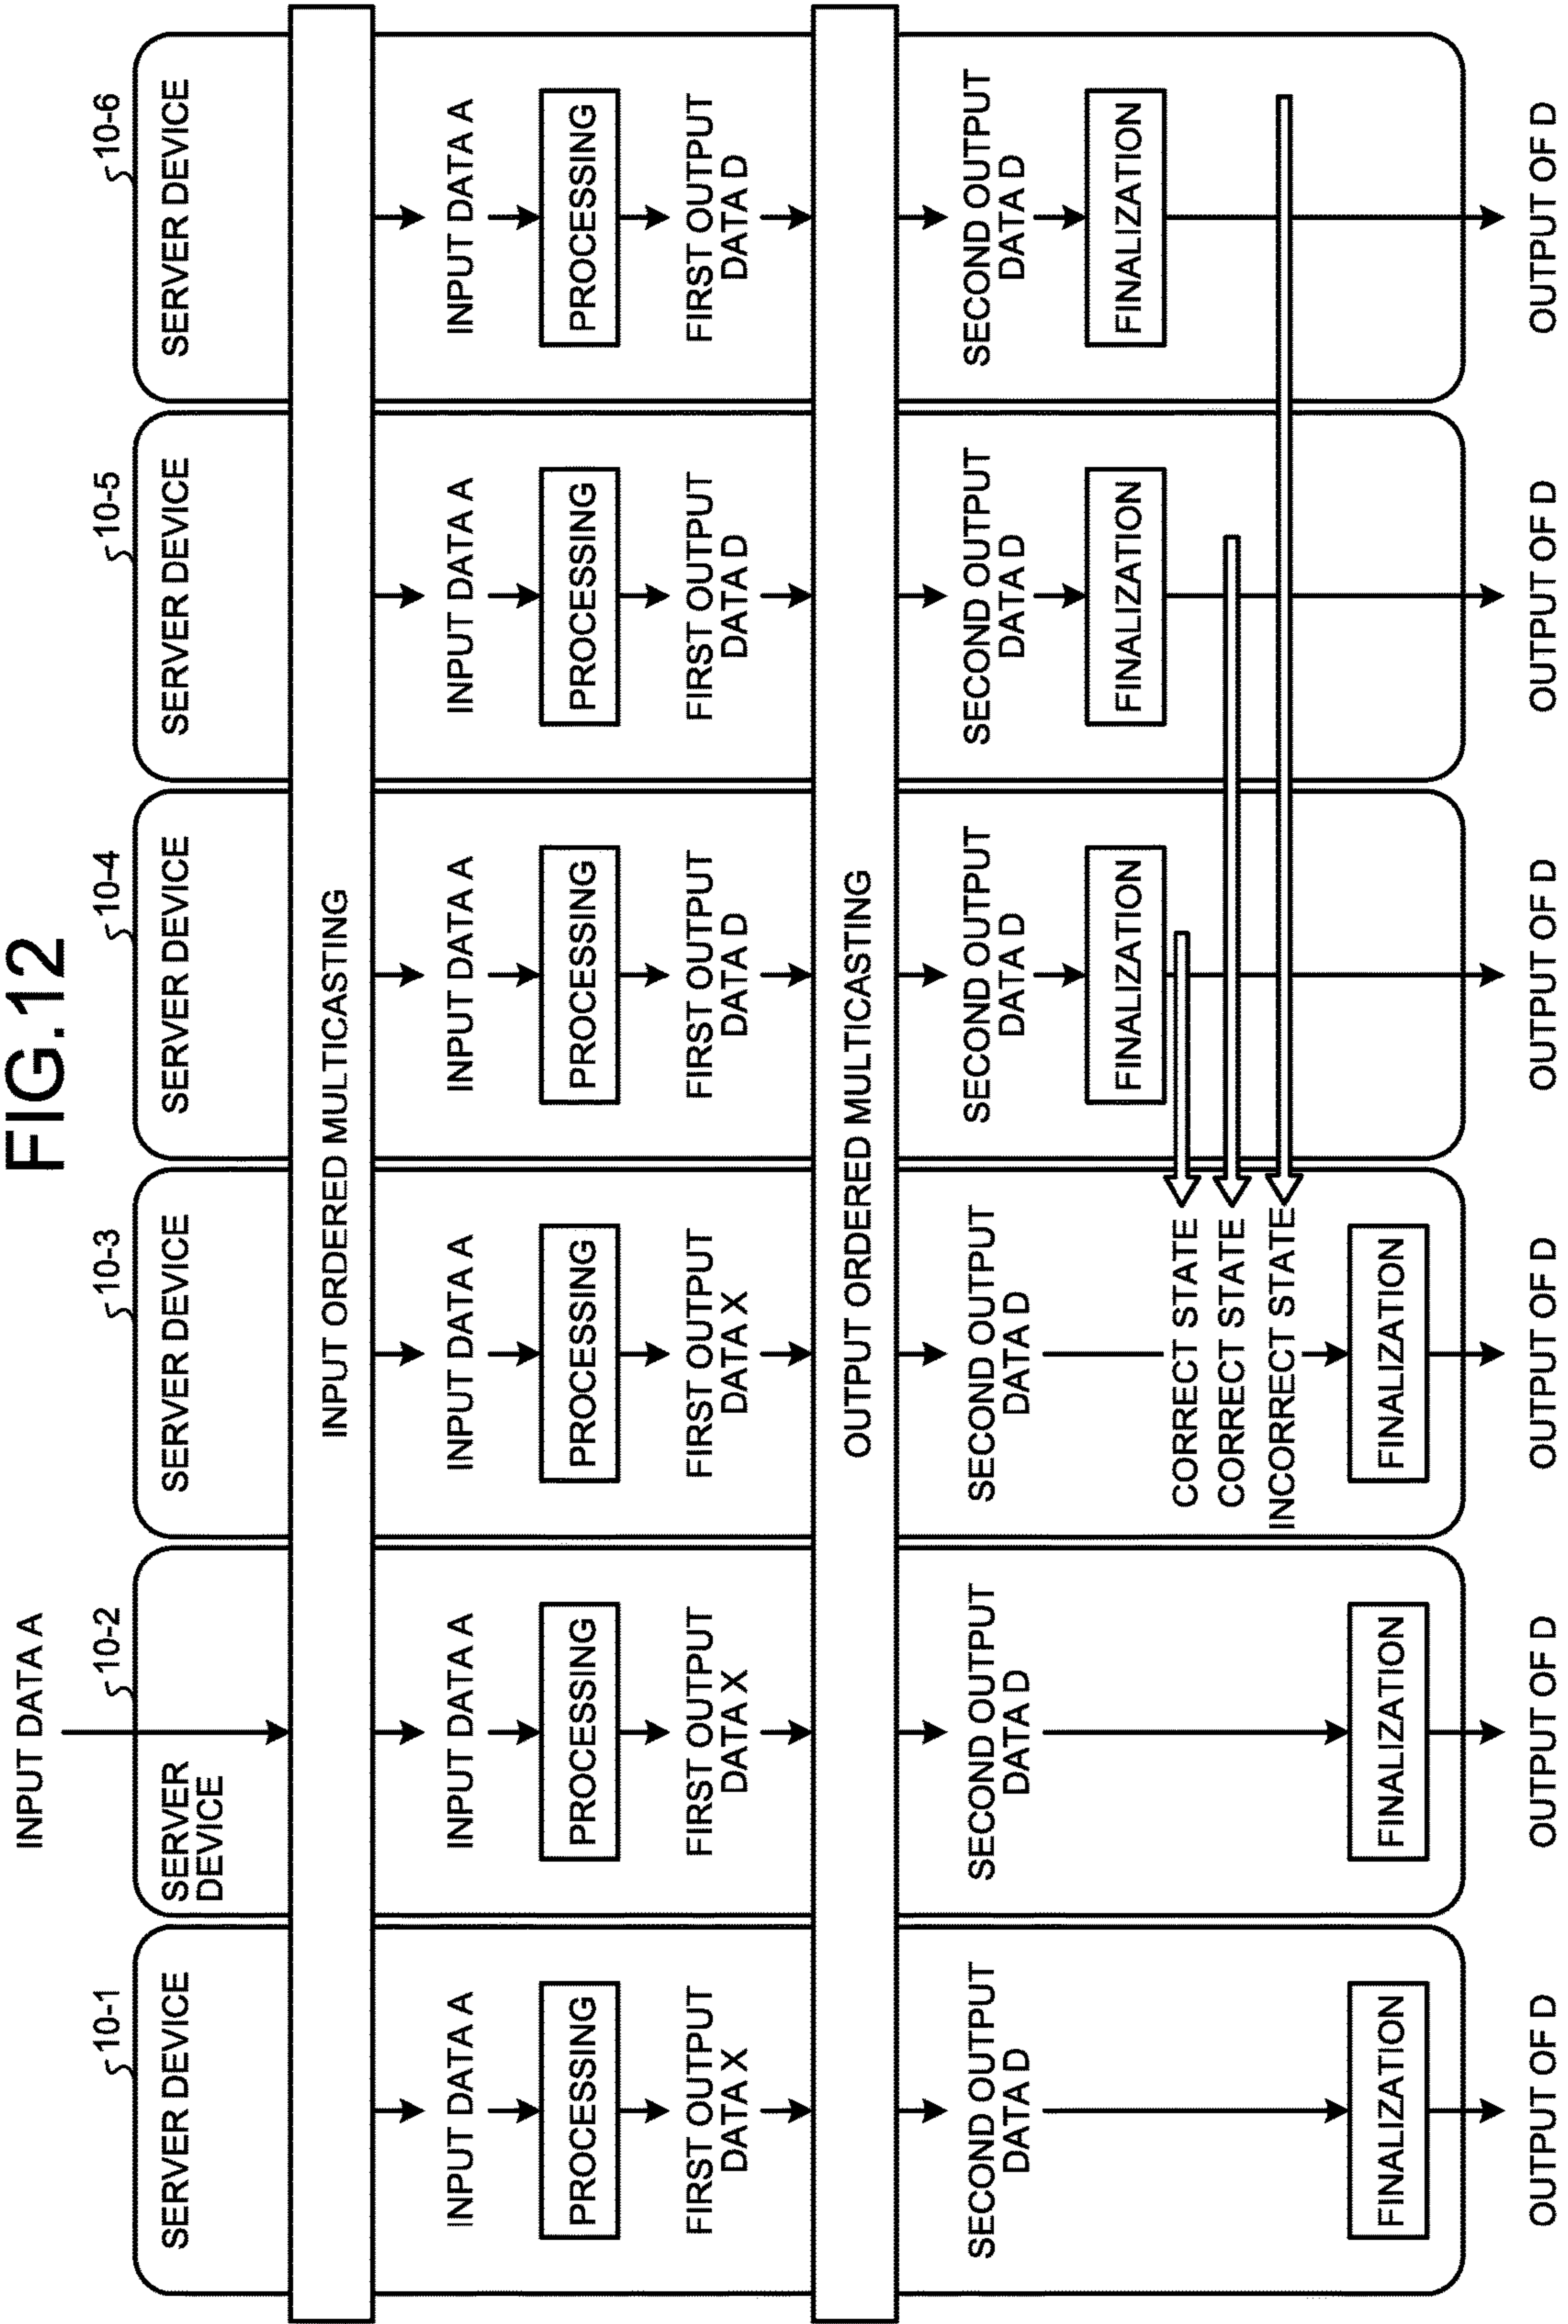 FIG.12
INPUT DATA A
10-1
10-2
10-3
10-4
10-5
10-6
SERVER DEVICE
SERVER
DEVICE
SERVER DEVICE
SERVER DEVICE
SERVER DEVICE
SERVER DEVICE
INPUT ORDERED MULTICASTING
INPUT DATA A
INPUT DATA A
INPUT DATA A
INPUT DATA A
INPUT DATA A
INPUT DATA A
PROCESSING
PROCESSING
PROCESSING
PROCESSING
PROCESSING
PROCESSING
FIRST OUTPUT
DATA X
FIRST OUTPUT
DATA X
FIRST OUTPUT
DATA X
FIRST OUTPUT
DATA D
FIRST OUTPUT
DATA D
FIRST OUTPUT
DATA D
OUTPUT ORDERED MULTICASTING
SECOND OUTPUT
DATA D
SECOND OUTPUT
DATA D
SECOND OUTPUT
DATA D
SECOND OUTPUT
DATA D
SECOND OUTPUT
DATA D
SECOND OUTPUT
DATA D
FINALIZATION
FINALIZATION
FINALIZATION
CORRECT STATE
CORRECT STATE
INCORRECT STATE
FINALIZATION
FINALIZATION
FINALIZATION
OUTPUT OF D
OUTPUT OF D
OUTPUT OF D
OUTPUT OF D
OUTPUT OF D
OUTPUT OF D